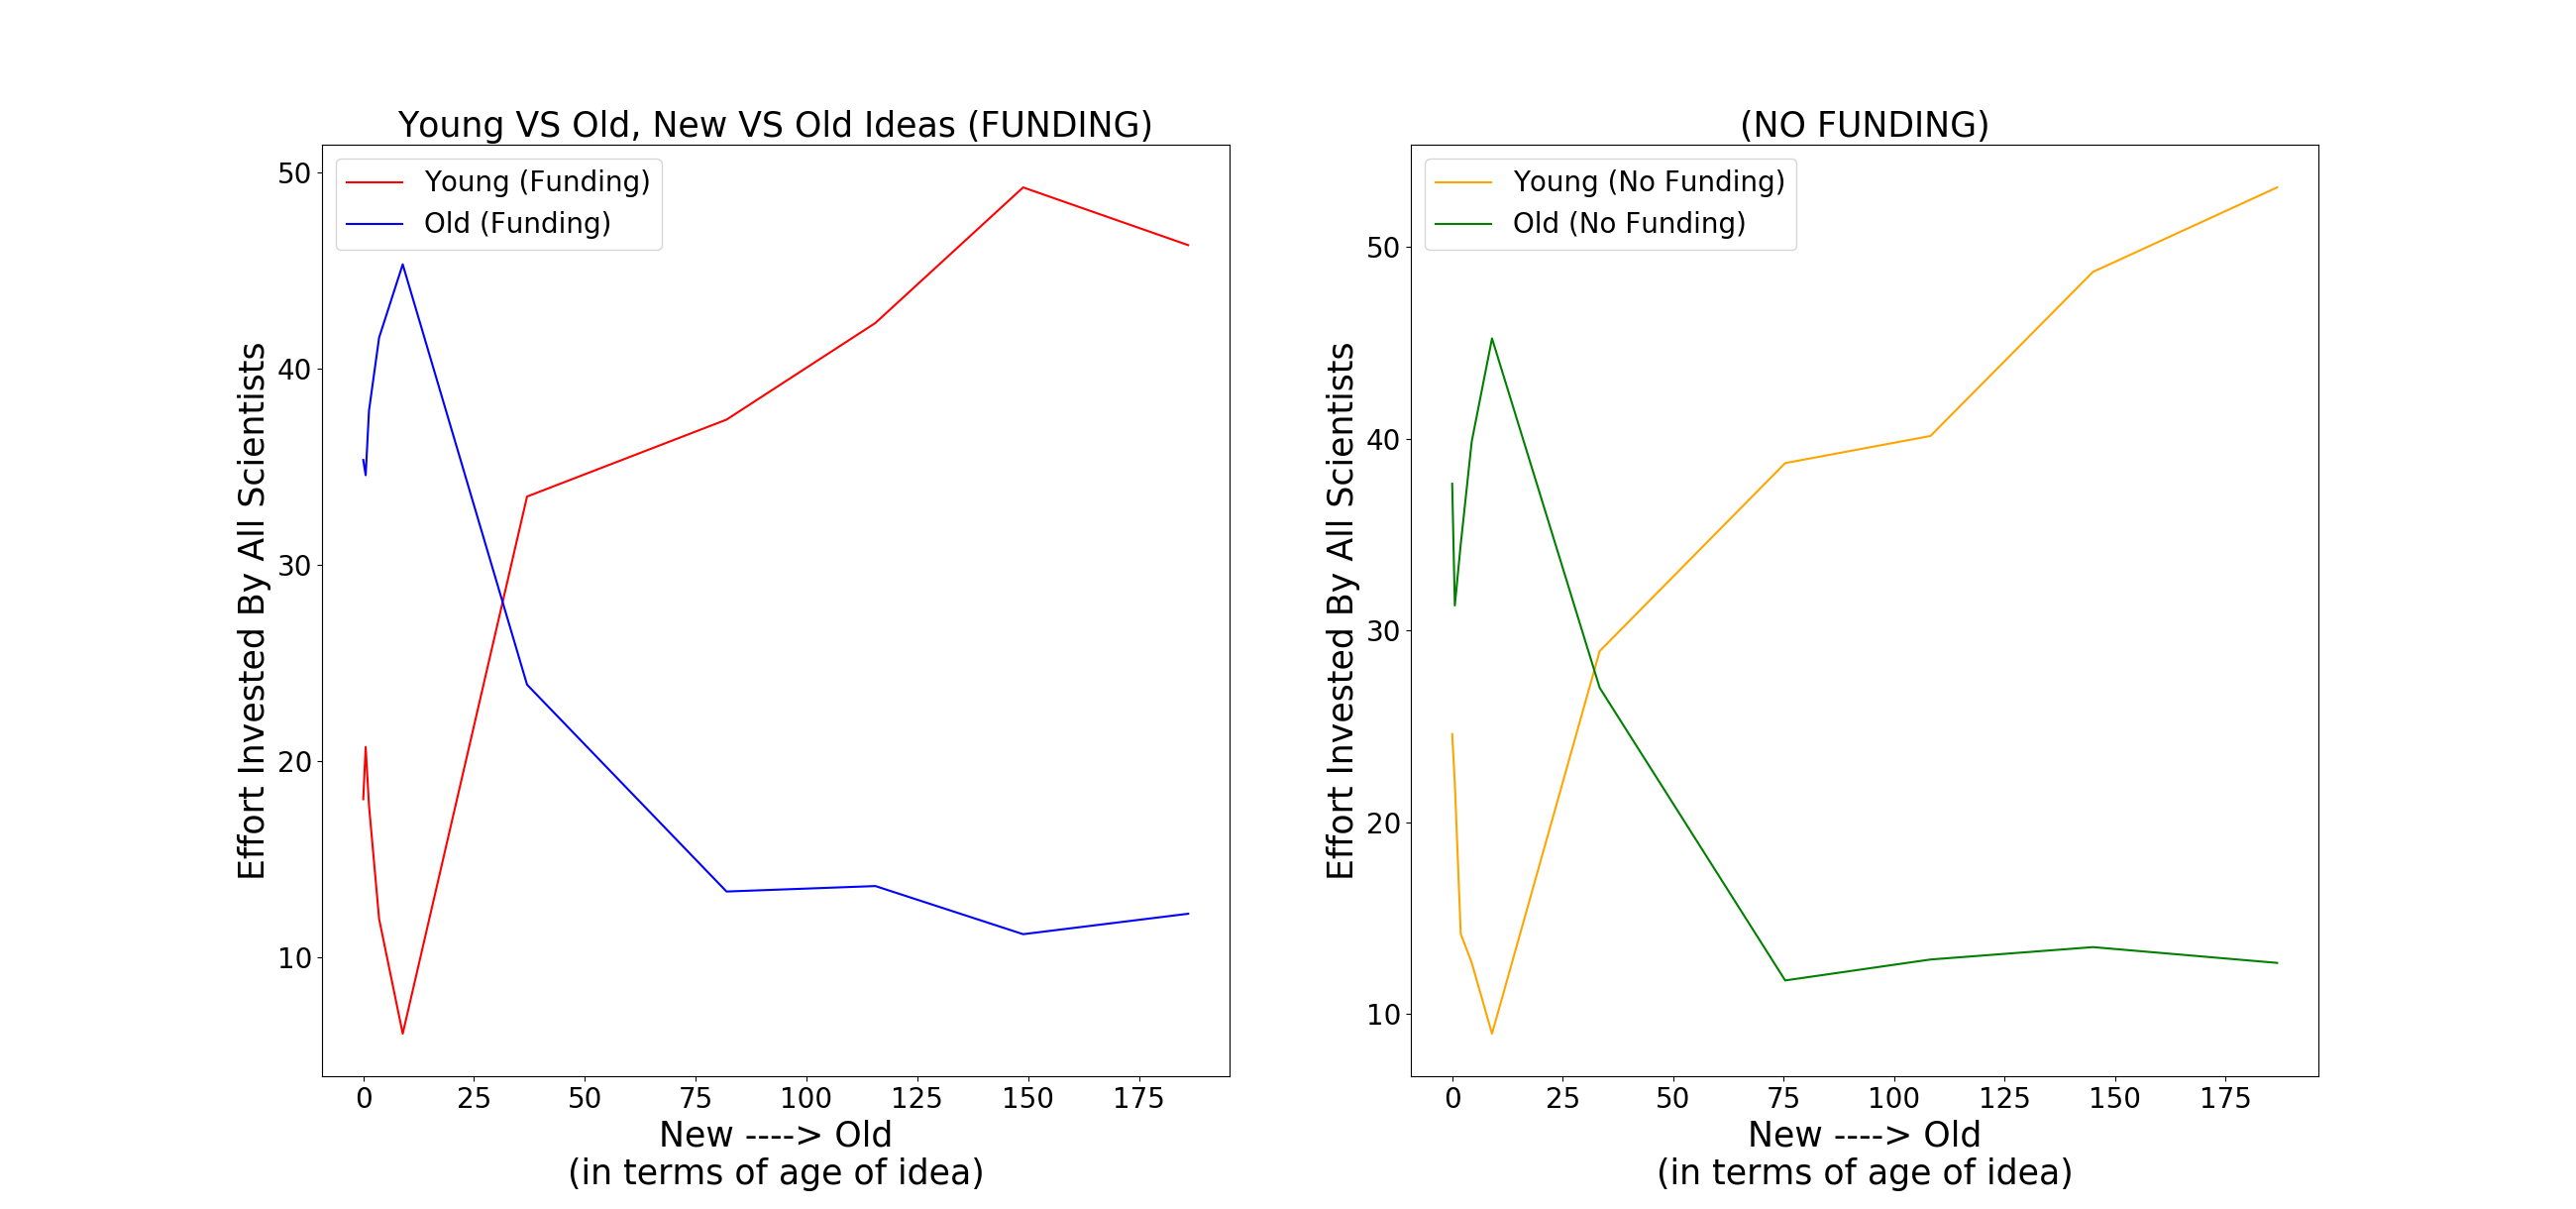 Young VS Old, New VS Old Ideas (FUNDING)
Young (Funding)
Old (Funding)
50
40
30
20
10
Effort Invested By All Scientists
0 25 50 75 100 125 150 175
New ----> Old
(in terms of age of idea)
(NO FUNDING)
Young (No Funding)
Old (No Funding)
50
40
30
20
10
Effort Invested By All Scientists
0 25 50 75 100 125 150 175
New ----> Old
(in terms of age of idea)